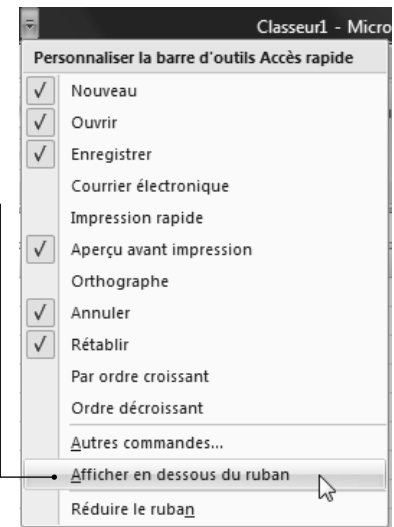 Classeur1 - Micro
Personnaliser la barre d'outils Accès rapide
Nouveau
Ouvrir
Enregistrer
Courrier électronique
Impression rapide
Aperçu avant impression
Orthographe
Annuler
Rétablir
Par ordre croissant
Ordre décroissant
Autres commandes...
Afficher en dessous du ruban
Réduire le ruban